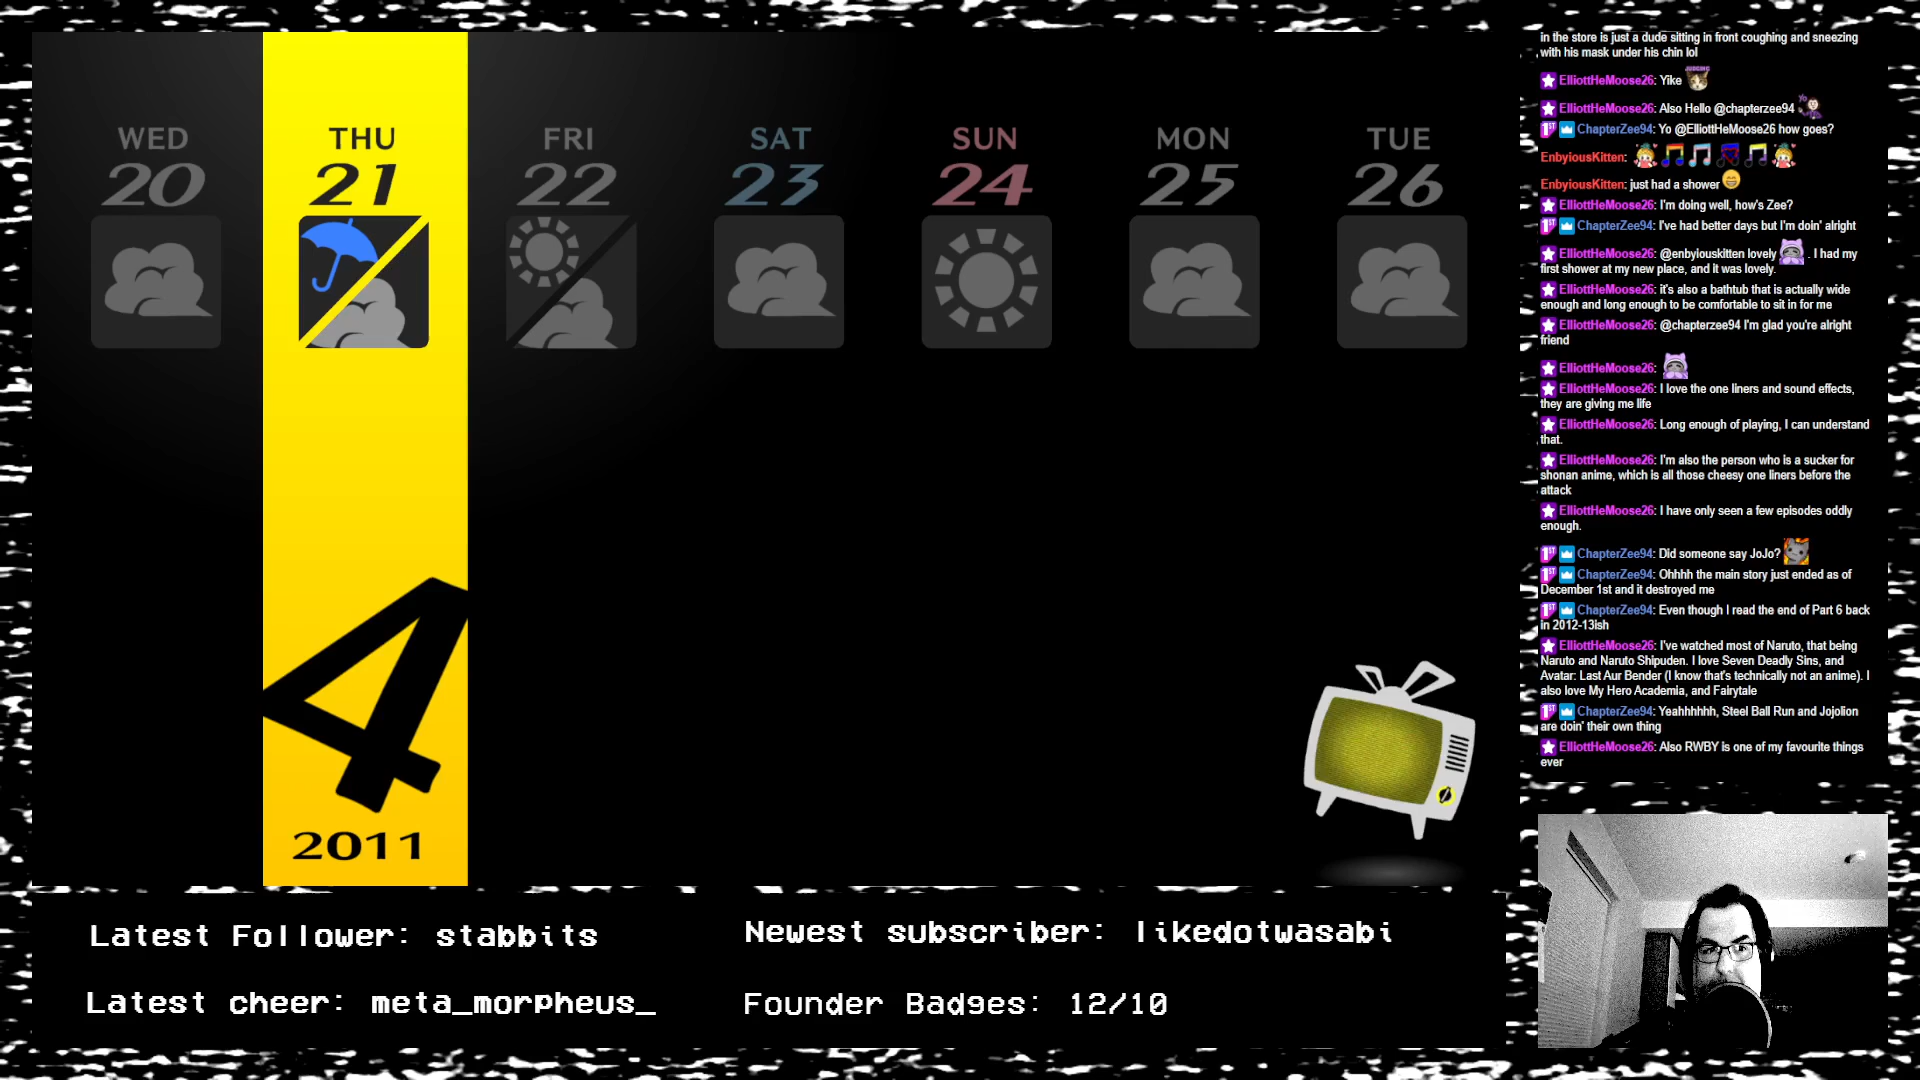 WED
20
THU
21
FRI
22
SAT
23
SUN
24
MON
25
TUE
26
4
2011
Latest Follower: stabbits
Newest subscriber: likedotwasabi
Latest cheer: meta_morpheus_
Founder Badges: 12/10
in the store is just a dude sitting in front coughing and sneezing
with his mask under his chin lol
ElliottHeMoose26: Yike
ElliottHeMoose26: Also Hello @chapterzee94
ChapterZee94: Yo @ElliottHeMoose26 how goes?
EnbyiousKitten:
EnbyiousKitten: just had a shower
ElliottHeMoose26: I'm doing well, how's Zee?
ChapterZee94: I've had better days but I'm doin' alright
ElliottHeMoose26: @enbyiouskitten lovely . I had my
first shower at my new place, and it was lovely.
ElliottHeMoose26: it's also a bathtub that is actually wide
enough and long enough to be comfortable to sit in for me
ElliottHeMoose26: @chapterzee94 I'm glad you're alright
friend
ElliottHeMoose26:
ElliottHeMoose26: I love the one liners and sound effects,
they are giving me life
ElliottHeMoose26: Long enough of playing, I can understand
that.
ElliottHeMoose26: I'm also the person who is a sucker for
shonan anime, which is all those cheesy one liners before the
attack
ElliottHeMoose26: I have only seen a few episodes oddly
enough.
ChapterZee94: Did someone say JoJo?
ChapterZee94: Ohhhh the main story just ended as of
December 1st and it destroyed me
ChapterZee94: Even though I read the end of Part 6 back
in 2012-13ish
ElliottHeMoose26: I've watched most of Naruto, that being
Naruto and Naruto Shipuden. I love Seven Deadly Sins, and
Avatar: Last Aur Bender (I know that's technically not an anime). I
also love My Hero Academia, and Fairytale
ChapterZee94: Yeahhhhhh, Steel Ball Run and Jojolion
are doin' their own thing
ElliottHeMoose26: Also RWBY is one of my favourite things
ever